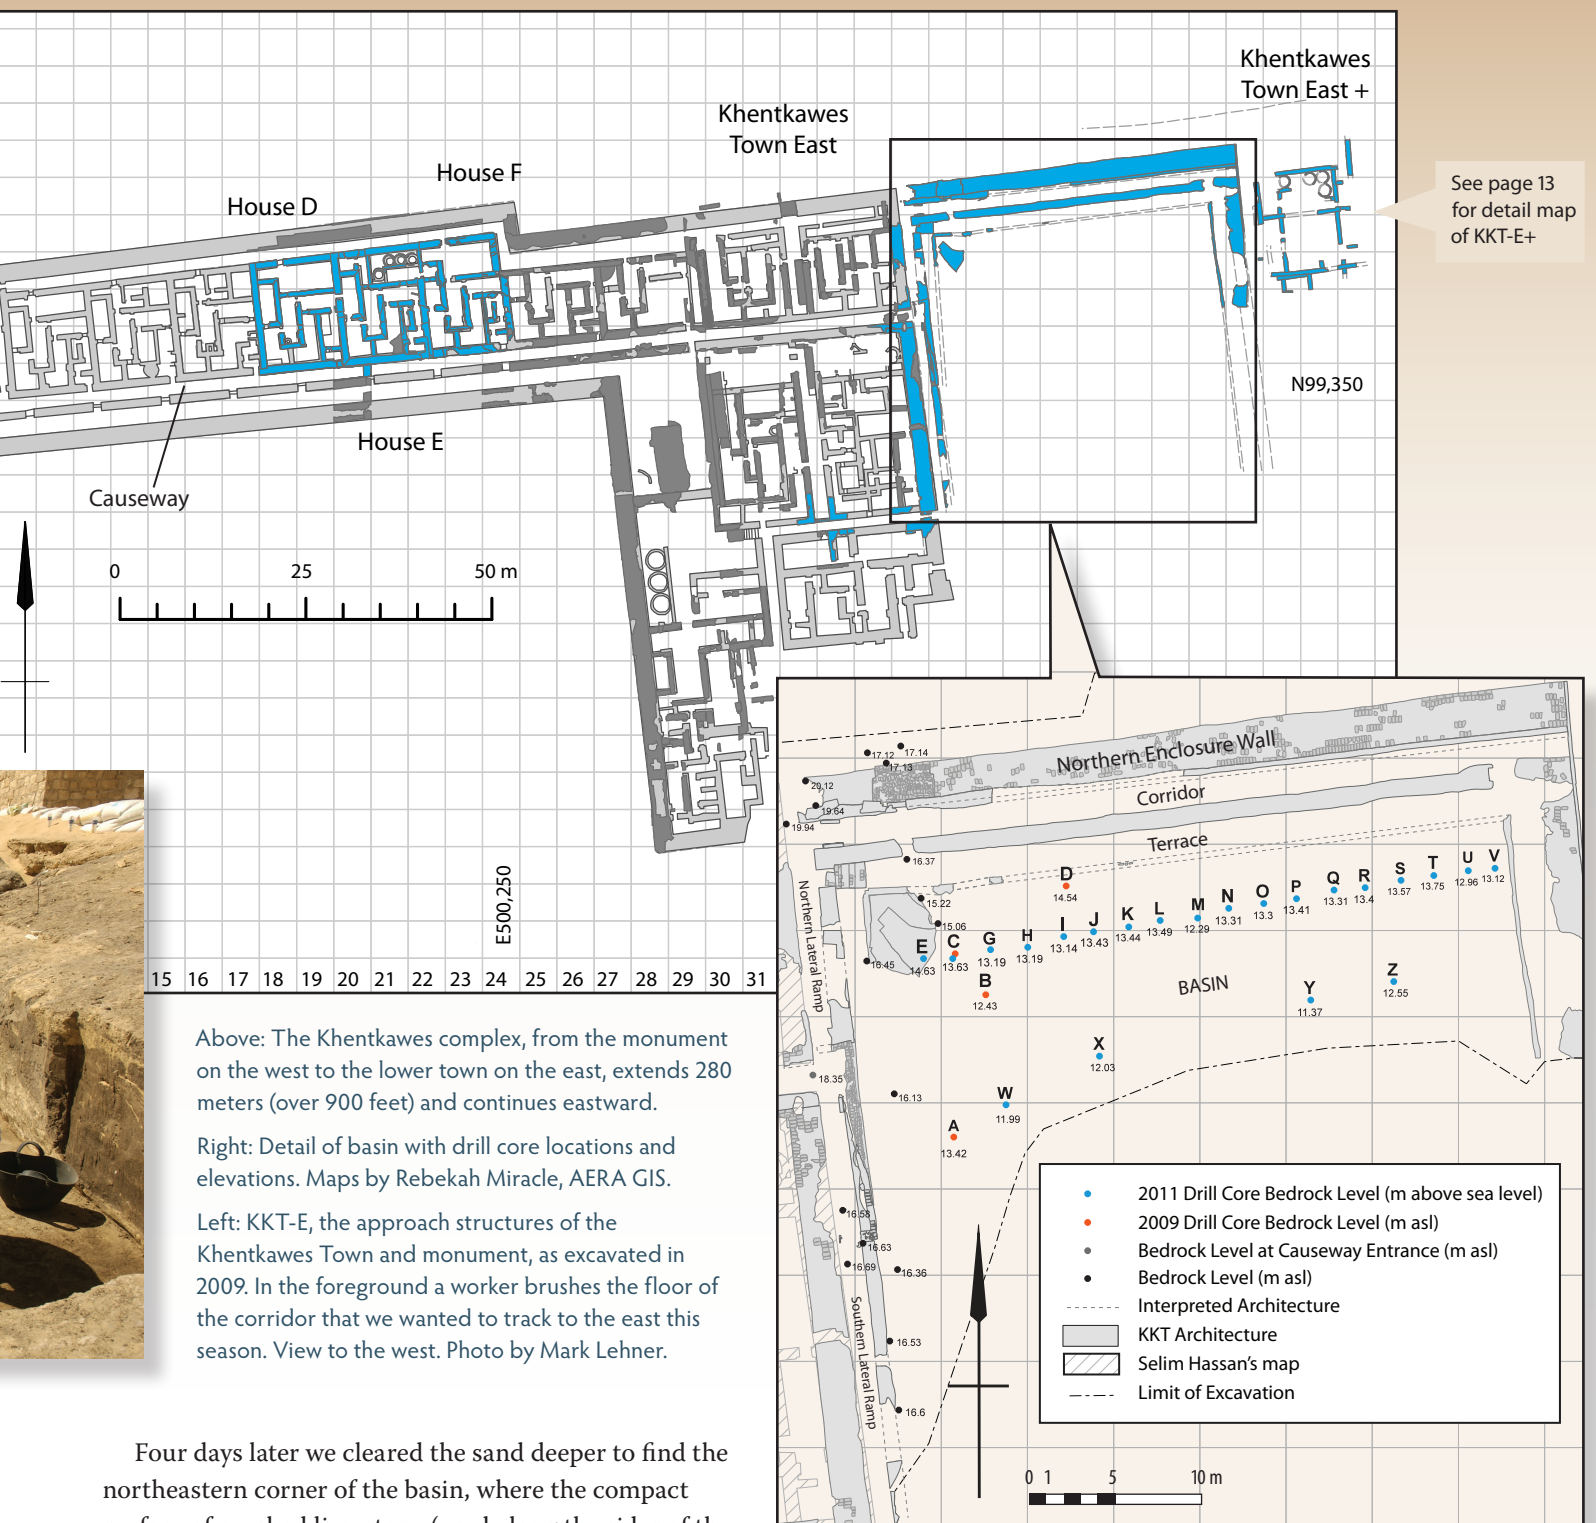 Khentkawes
Town East +
Khentkawes
Town East
House F
House D
See page 13
for detail map
of KKT-E+
N99,350
House E
Causeway
0 25 50 m
E500,250
15 16 17 18 19 20 21 22 23 24 25 26 27 28 29 30 31
Above: The Khentkawes complex, from the monument
on the west to the lower town on the east, extends 280
meters (over 900 feet) and continues eastward.
Right: Detail of basin with drill core locations and
elevations. Maps by Rebekah Miracle, AERA GIS.
Left: KKT-E, the approach structures of the
Khentkawes Town and monument, as excavated in
2009. In the foreground a worker brushes the floor of
the corridor that we wanted to track to the east this
season. View to the west. Photo by Mark Lehner.
Four days later we cleared the sand deeper to find the
northeastern corner of the basin, where the compact
Northern Enclosure Wall
Corridor
Terrace
17.12
17.14
17.13
20.12
19.64
19.94
16.37
15.22
15.06
16.45
Northern Lateral Ramp
D
14.54
E
14.63
C
13.63
G
13.19
H
13.19
I
13.14
J
13.43
K
13.44
L
13.49
M
12.29
N
13.31
O
13.3
P
13.41
Q
13.31
R
13.4
S
13.57
T
13.75
U
12.96
V
13.12
B
12.43
BASIN
Y
11.37
Z
12.55
X
12.03
W
11.99
A
13.42
18.35
16.13
16.58
16.63
16.69
16.36
16.53
16.6
Southern Lateral Ramp
2011 Drill Core Bedrock Level (m above sea level)
2009 Drill Core Bedrock Level (m asl)
Bedrock Level at Causeway Entrance (m asl)
Bedrock Level (m asl)
Interpreted Architecture
KKT Architecture
Selim Hassan's map
Limit of Excavation
0 1 5 10 m